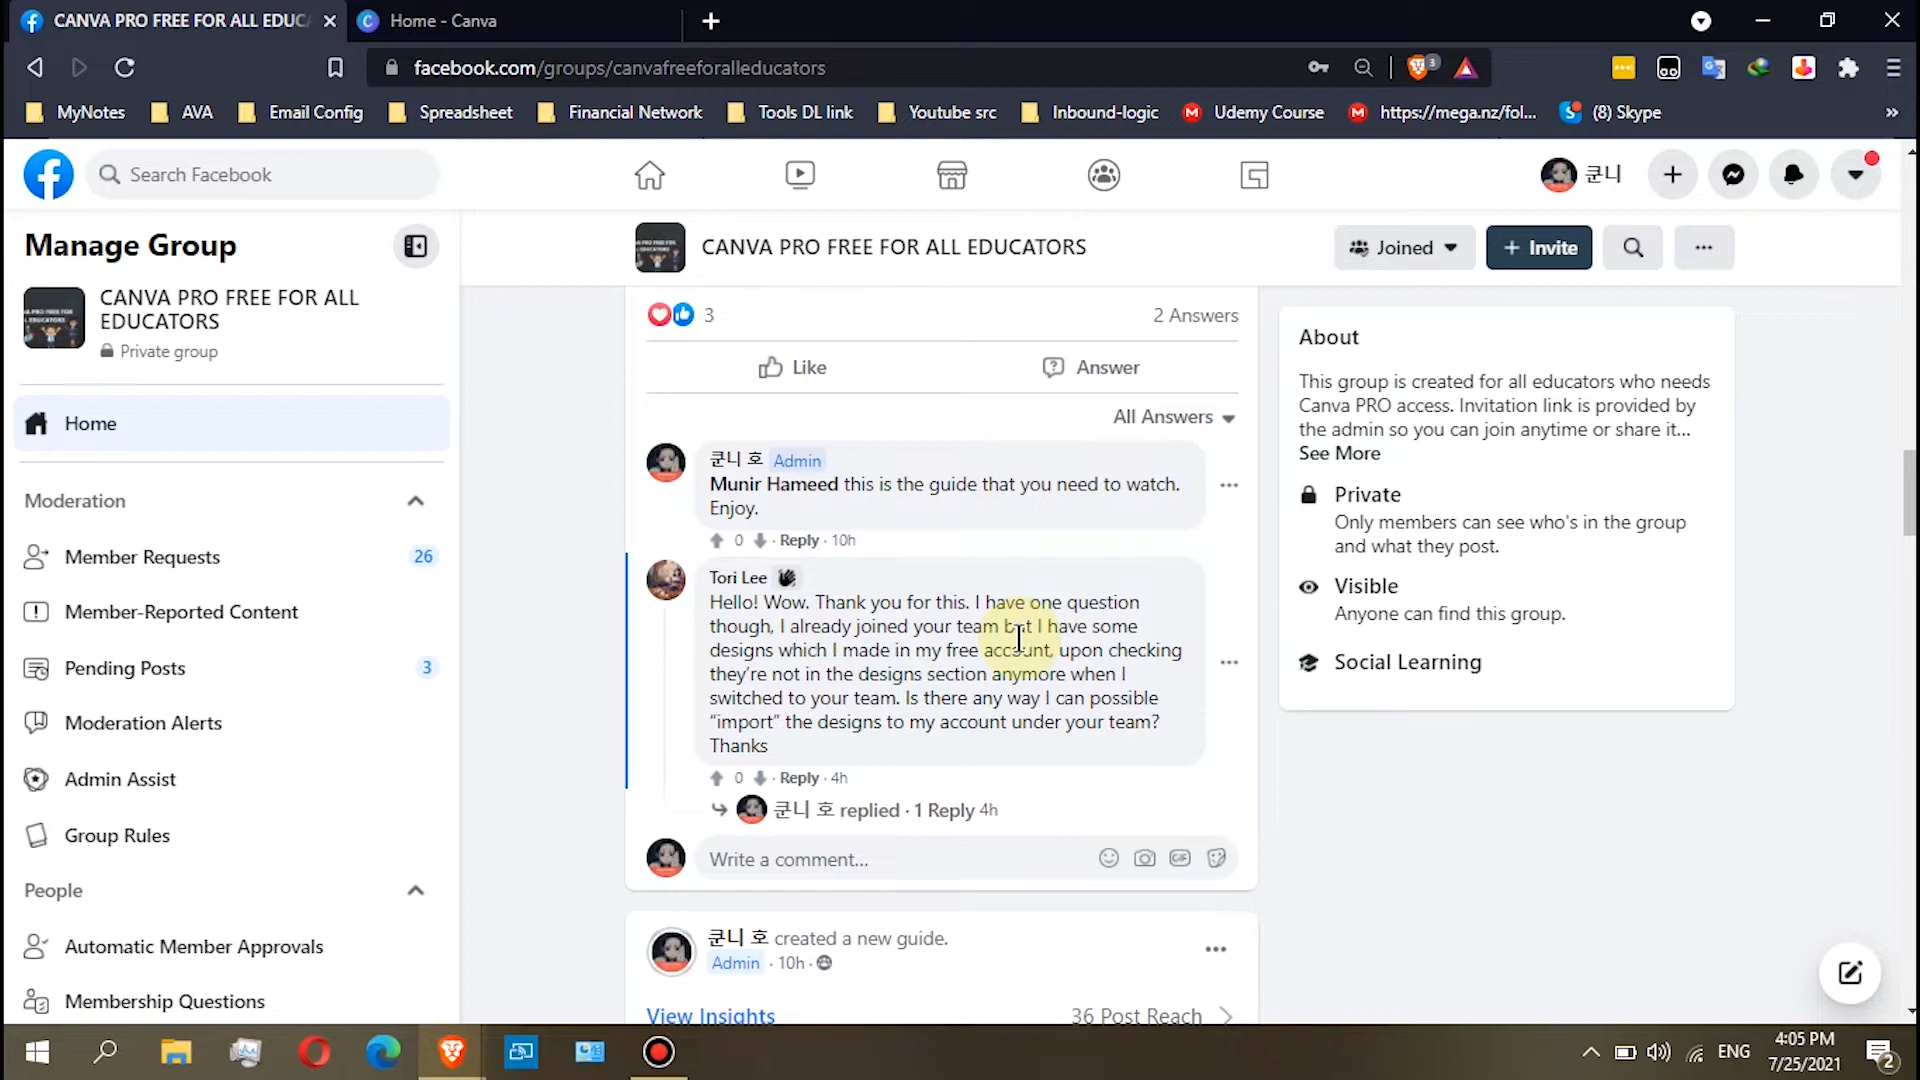 CANVA PRO FREE FOR ALL EDUC
Home - Canva
facebook.com/groups/canvafreeforalleducators
3
MyNotes
AVA
Email Config
Spreadsheet
Financial Network
Tools DL link
Youtube src
Inbound-logic
Udemy Course
https://mega.nz/fol...
(8) Skype
Search Facebook
쿤니
Manage Group
CANVA PRO FREE FOR ALL
EDUCATORS
Private group
Home
Moderation
Member Requests
26
Member-Reported Content
Pending Posts
3
Moderation Alerts
Admin Assist
Group Rules
People
Automatic Member Approvals
Membership Questions
CANVA PRO FREE FOR ALL EDUCATORS
Joined
+ Invite
3
2 Answers
Like
Answer
All Answers
쿤니 호 Admin
Munir Hameed this is the guide that you need to watch.
Enjoy.
0 · Reply · 10h
Tori Lee
Hello! Wow. Thank you for this. I have one question
though, I already joined your team but I have some
designs which I made in my free account, upon checking
they're not in the designs section anymore when I
switched to your team. Is there any way I can possible
“import” the designs to my account under your team?
Thanks
0 · Reply · 4h
쿤니 호 replied · 1 Reply 4h
Write a comment...
GIF
쿤니 호 created a new guide.
Admin · 10h ·
View Insights
36 Post Reach
About
This group is created for all educators who needs
Canva PRO access. Invitation link is provided by
the admin so you can join anytime or share it...
See More
Private
Only members can see who's in the group
and what they post.
Visible
Anyone can find this group.
Social Learning
ENG
4:05 PM
7/25/2021
2